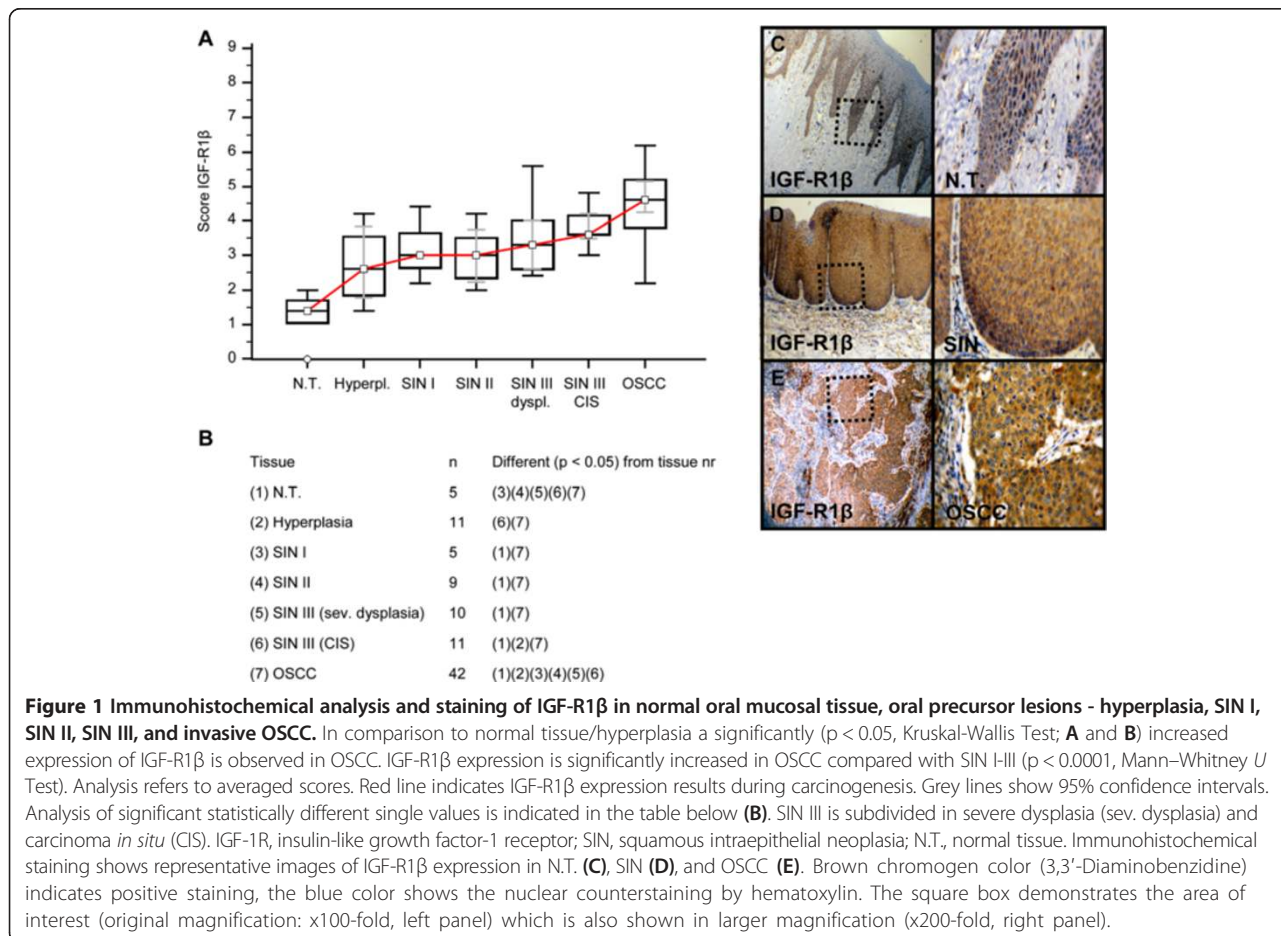 A
9
8
7
6
5
4
3
2
1
0
Score IGF-R1β
N.T. Hyperpl. SIN I SIN II SIN III dyspl. SIN III CIS OSCC
B
Tissue n Different (p < 0.05) from tissue nr
(1) N.T. 5 (3)(4)(5)(6)(7)
(2) Hyperplasia 11 (6)(7)
(3) SIN I 5 (1)(7)
(4) SIN II 9 (1)(7)
(5) SIN III (sev. dysplasia) 10 (1)(7)
(6) SIN III (CIS) 11 (1)(2)(7)
(7) OSCC 42 (1)(2)(3)(4)(5)(6)
C
IGF-R1β N.T.
D
IGF-R1β SIN
E
IGF-R1β OSCC
Figure 1 Immunohistochemical analysis and staining of IGF-R1β in normal oral mucosal tissue, oral precursor lesions - hyperplasia, SIN I,
SIN II, SIN III, and invasive OSCC. In comparison to normal tissue/hyperplasia a significantly (p < 0.05, Kruskal-Wallis Test; A and B) increased
expression of IGF-R1β is observed in OSCC. IGF-R1β expression is significantly increased in OSCC compared with SIN I-III (p < 0.0001, Mann–Whitney U
Test). Analysis refers to averaged scores. Red line indicates IGF-R1β expression results during carcinogenesis. Grey lines show 95% confidence intervals.
Analysis of significant statistically different single values is indicated in the table below (B). SIN III is subdivided in severe dysplasia (sev. dysplasia) and
carcinoma in situ (CIS). IGF-1R, insulin-like growth factor-1 receptor; SIN, squamous intraepithelial neoplasia; N.T., normal tissue. Immunohistochemical
staining shows representative images of IGF-R1β expression in N.T. (C), SIN (D), and OSCC (E). Brown chromogen color (3,3′-Diaminobenzidine)
indicates positive staining, the blue color shows the nuclear counterstaining by hematoxylin. The square box demonstrates the area of
interest (original magnification: x100-fold, left panel) which is also shown in larger magnification (x200-fold, right panel).